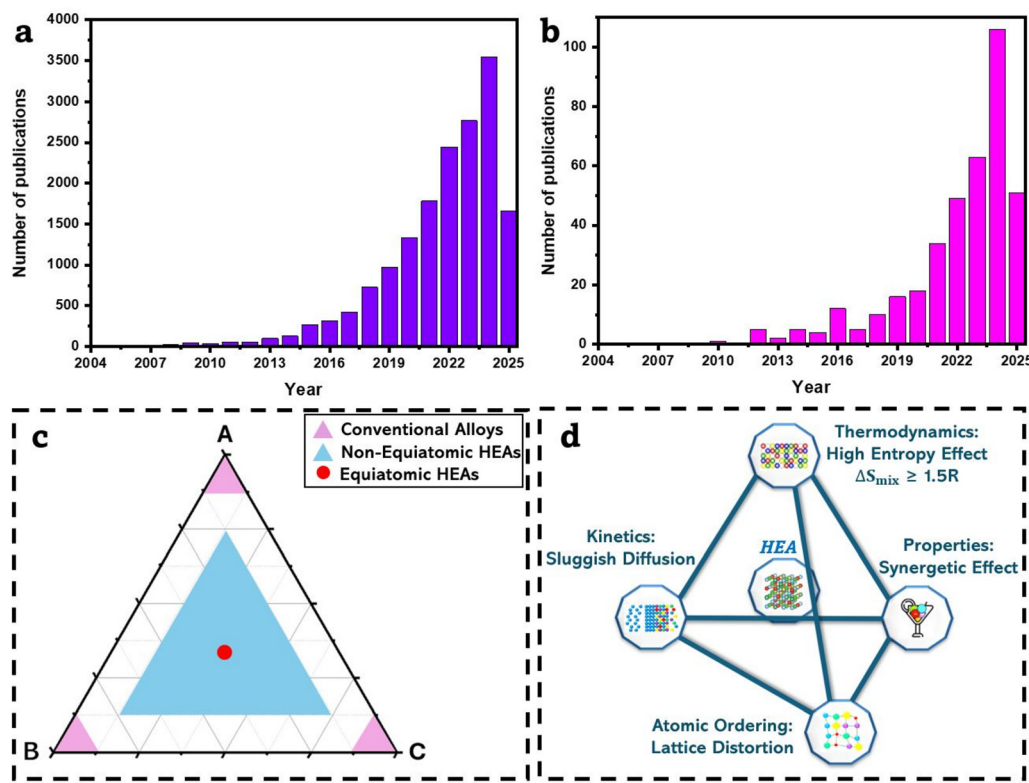 a
Number of publications
4000
3500
3000
2500
2000
1500
1000
500
0
2004 2007 2010 2013 2016 2019 2022 2025
Year
b
Number of publications
100
80
60
40
20
0
2004 2007 2010 2013 2016 2019 2022 2025
Year
c
Conventional Alloys
Non-Equiatomic HEAs
Equiatomic HEAs
A
B
C
d
Thermodynamics:
High Entropy Effect
ΔSmix ≥ 1.5R
Kinetics:
Sluggish Diffusion
HEA
Properties:
Synergetic Effect
Atomic Ordering:
Lattice Distortion